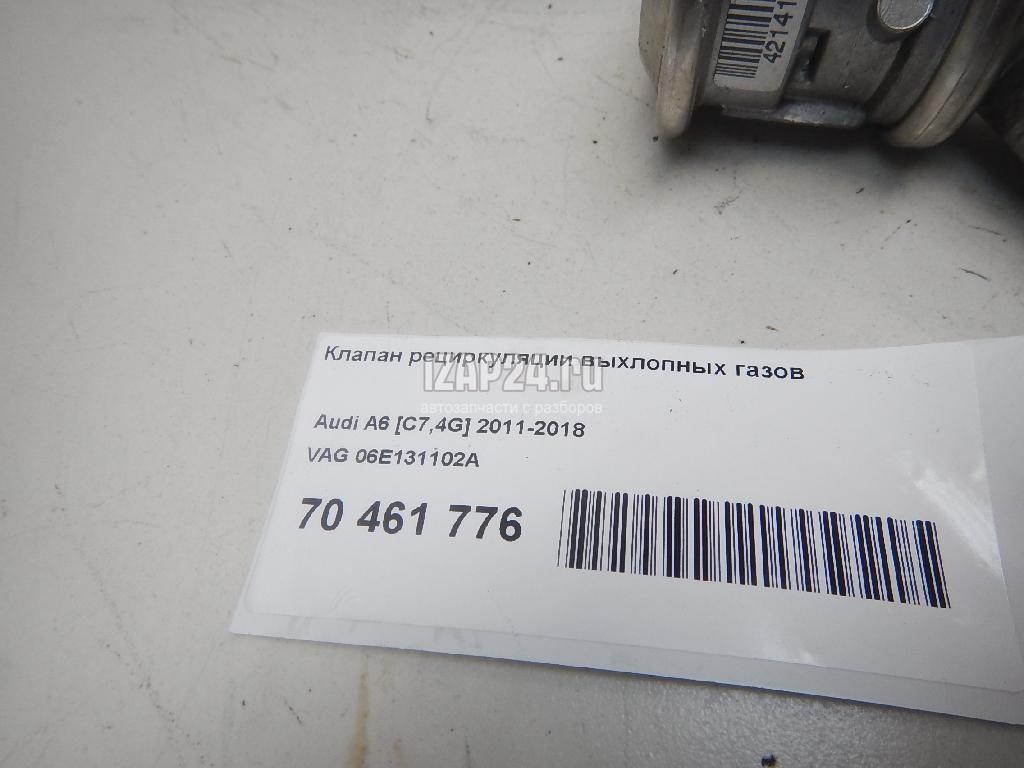 42141
Клапан рециркуляции выхлопных газов
IZAP24.ru
автозапчасти с разборов
Audi A6 [C7,4G] 2011-2018
VAG 06E131102A
70 461 776